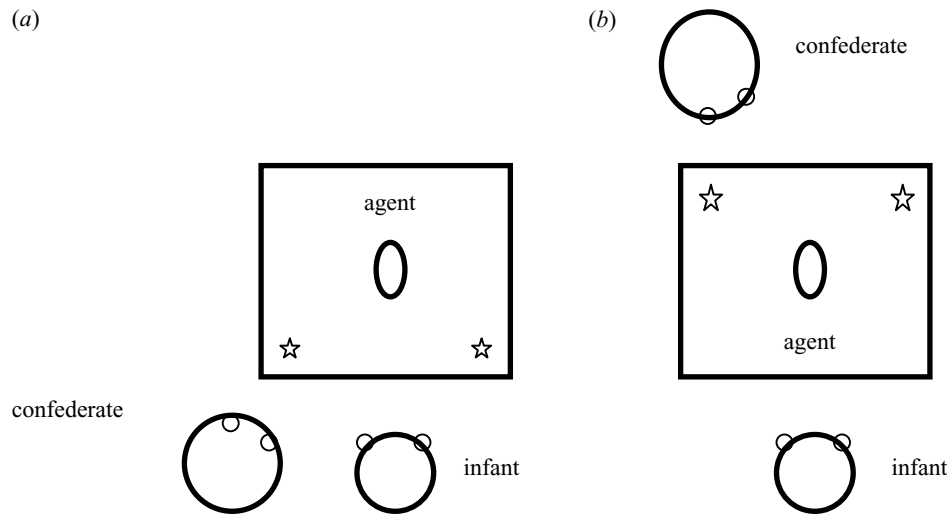 (a)
agent
confederate
infant
(b)
confederate
agent
infant